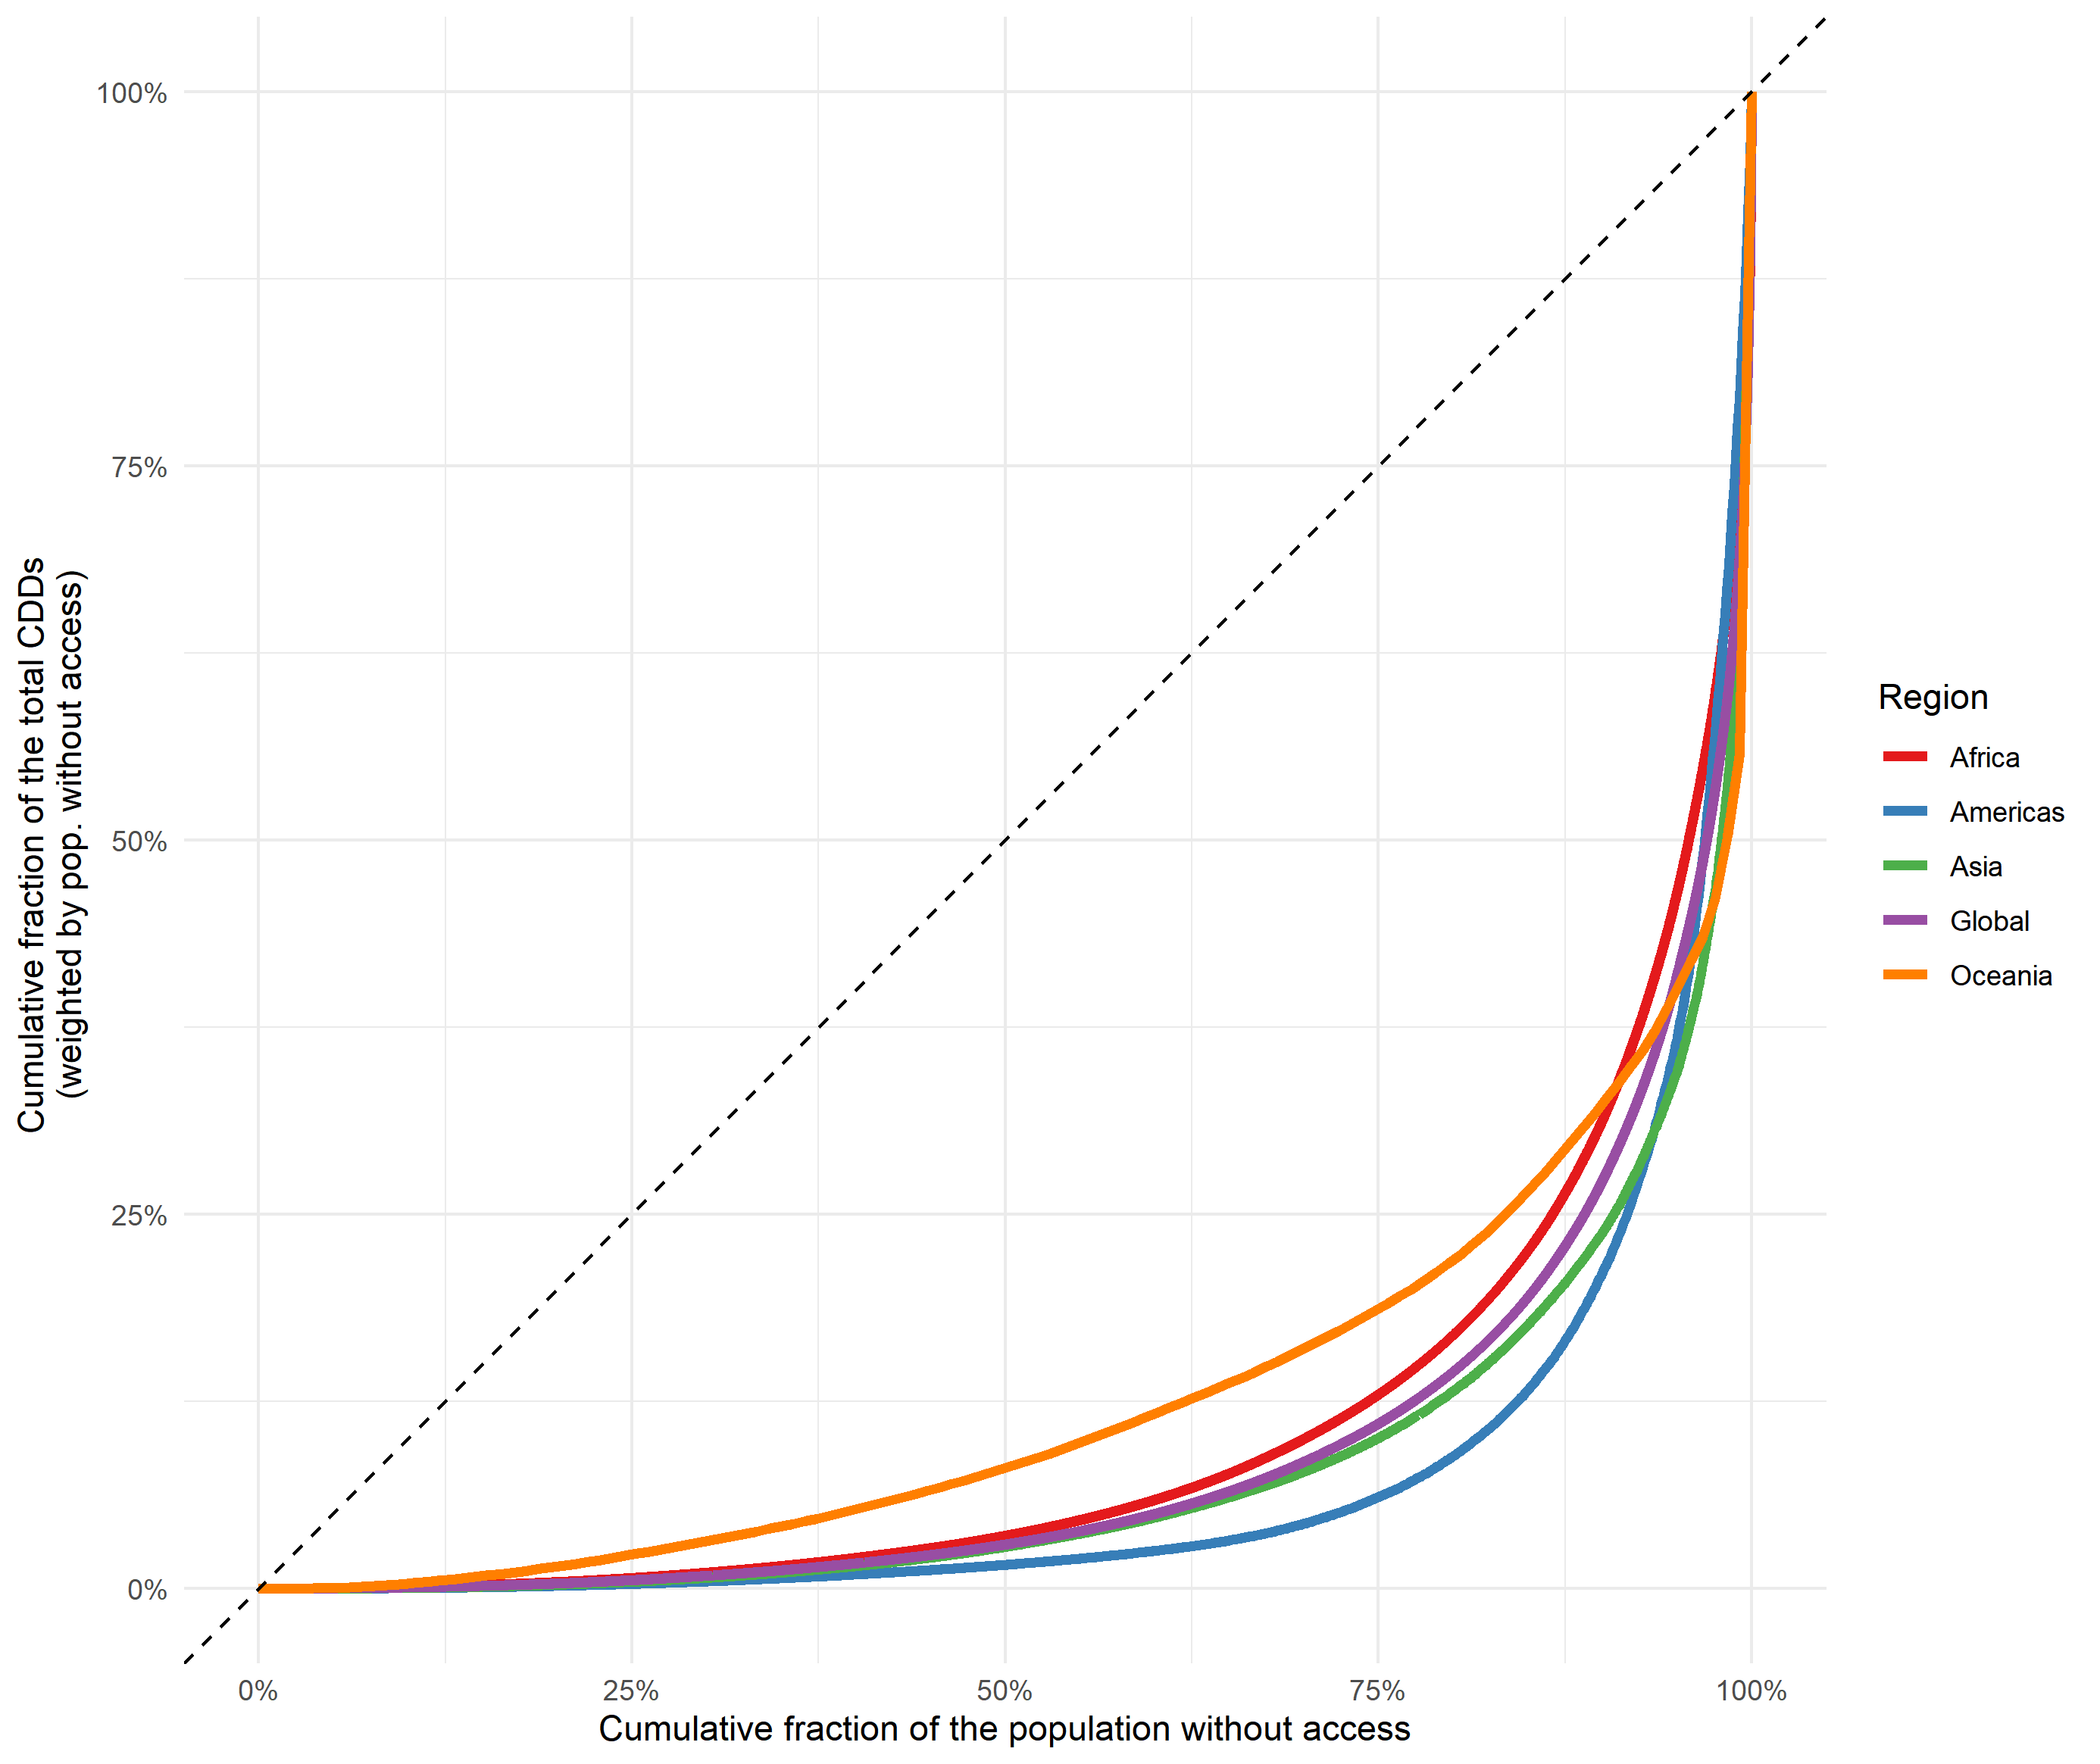 100%
75%
50%
25%
0%
Cumulative fraction of the total CDDs
(weighted by pop. without access)
0%
25%
50%
75%
100%
Cumulative fraction of the population without access
Region
Africa
Americas
Asia
Global
Oceania